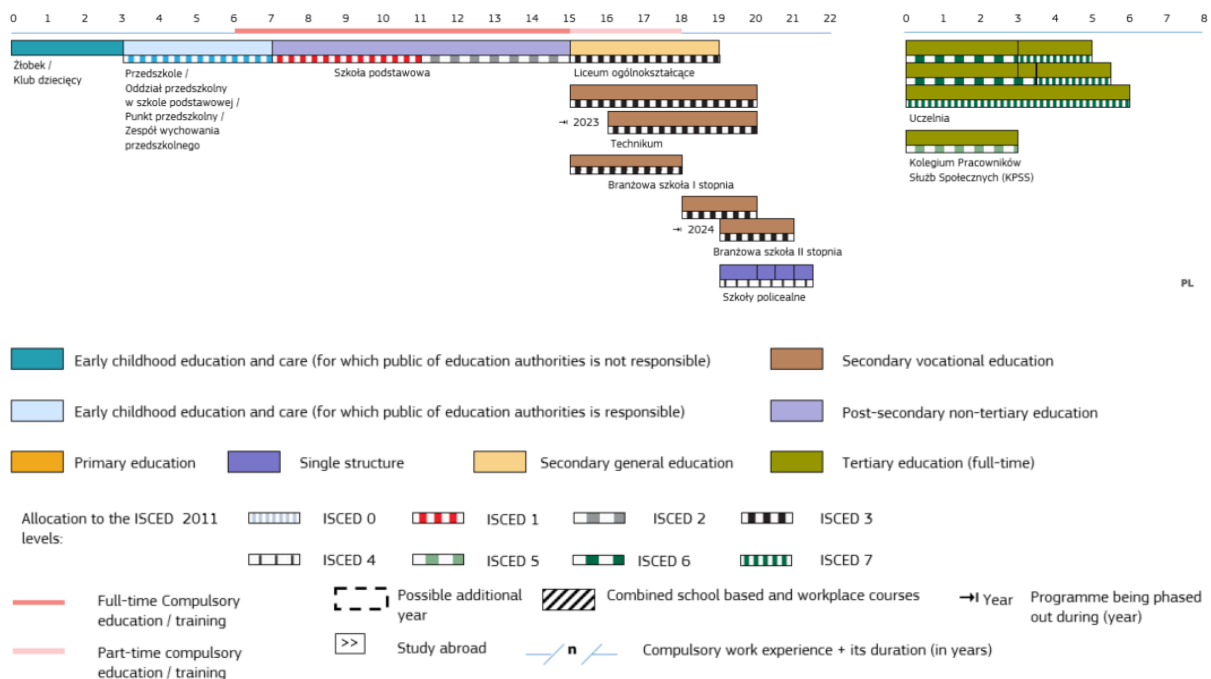 0 1 2 3 4 5 6 7 8 9 10 11 12 13 14 15 16 17 18 19 20 21 22
0 1 2 3 4 5 6 7 8
Żłobek /
Klub dziecięcy
Przedszkole /
Oddział przedszkolny
w szkole podstawowej /
Punkt przedszkolny /
Zespół wychowania
przedszkolnego
Szkoła podstawowa
Liceum ogólnokształcące
⇥ 2023
Technikum
Branżowa szkoła I stopnia
⇥ 2024
Branżowa szkoła II stopnia
Szkoły policealne
Uczelnia
Kolegium Pracowników
Służb Społecznych (KPSS)
PL
Early childhood education and care (for which public of education authorities is not responsible)
Secondary vocational education
Early childhood education and care (for which public of education authorities is responsible)
Post-secondary non-tertiary education
Primary education
Single structure
Secondary general education
Tertiary education (full-time)
Allocation to the ISCED 2011
levels:
ISCED 0
ISCED 1
ISCED 2
ISCED 3
ISCED 4
ISCED 5
ISCED 6
ISCED 7
Full-time Compulsory
education / training
Possible additional
year
Combined school based and workplace courses
⇥ Year
Programme being phased
out during (year)
Part-time compulsory
education / training
>>
Study abroad
n
Compulsory work experience + its duration (in years)